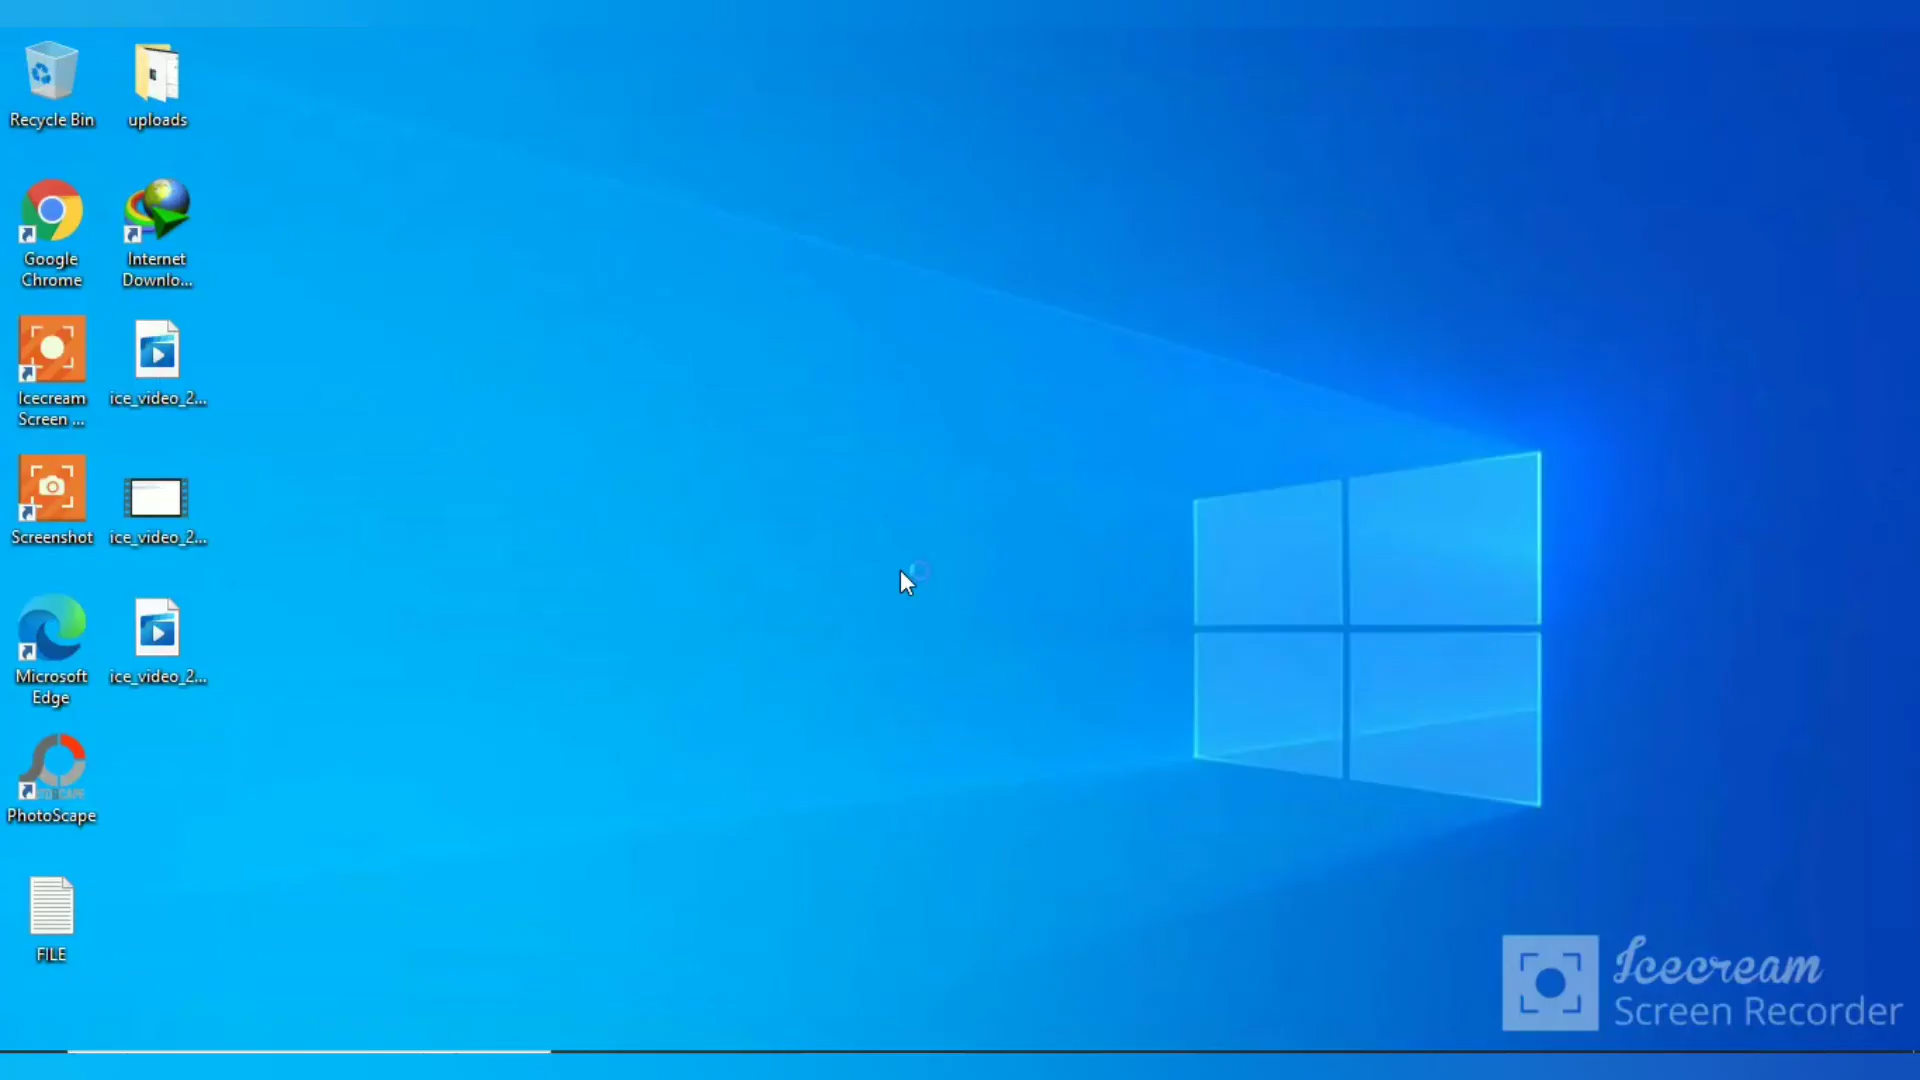 Recycle Bin
uploads
Google
Chrome
Internet
Downlo...
Icecream
Screen ...
ice_video_2...
Screenshot
ice_video_2...
Microsoft
Edge
ice_video_2...
PhotoScape
FILE
Icecream
Screen Recorder